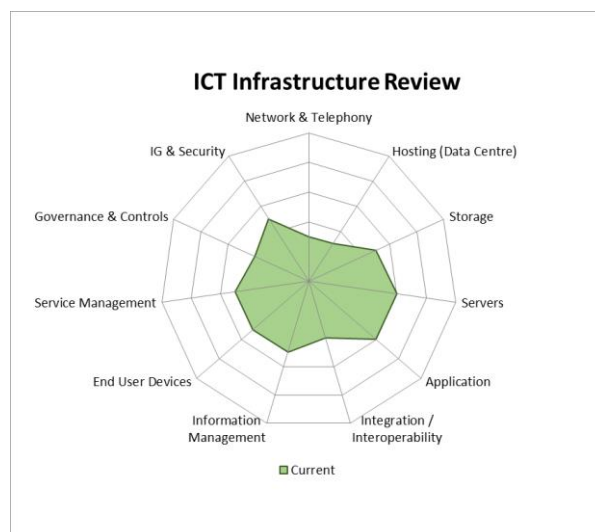 ICT Infrastructure Review
Network & Telephony
IG & Security
Hosting (Data Centre)
Governance & Controls
Storage
Service Management
Servers
End User Devices
Application
Information
Management
Integration /
Interoperability
Current